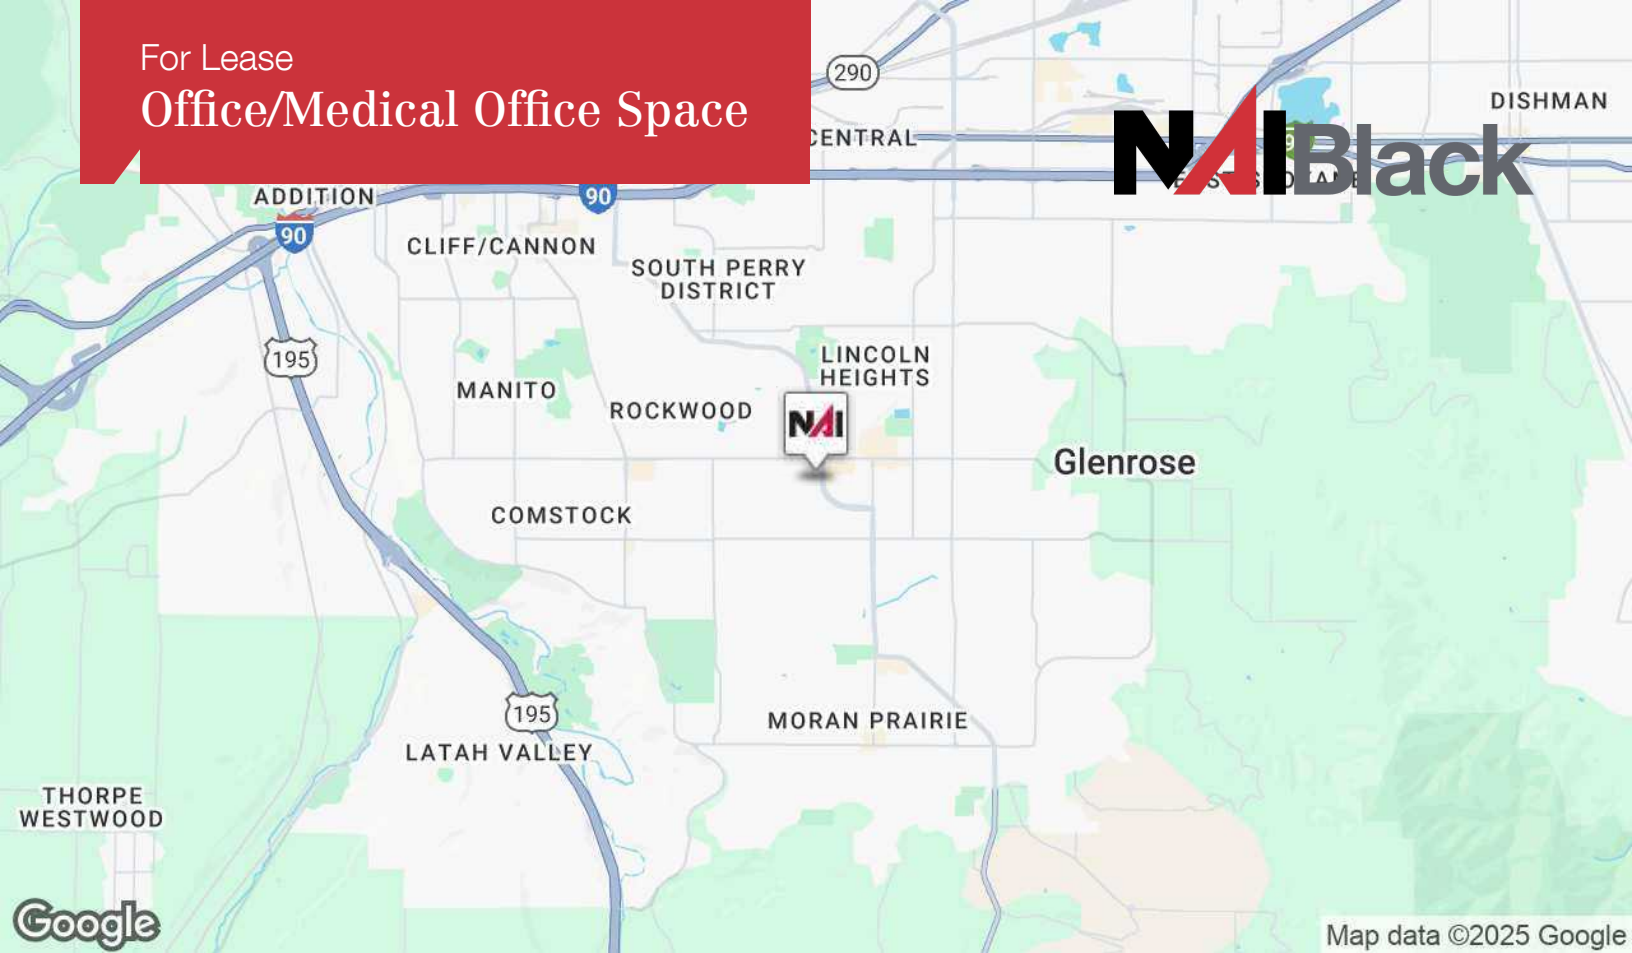 For Lease
Office/Medical Office Space
290
DISHMAN
CENTRAL
NAIBlack
ADDITION
90
90
CLIFF/CANNON
SOUTH PERRY
DISTRICT
195
LINCOLN
HEIGHTS
MANITO
ROCKWOOD
NAI
Glenrose
COMSTOCK
195
MORAN PRAIRIE
LATAH VALLEY
THORPE
WESTWOOD
Google
Map data ©2025 Google